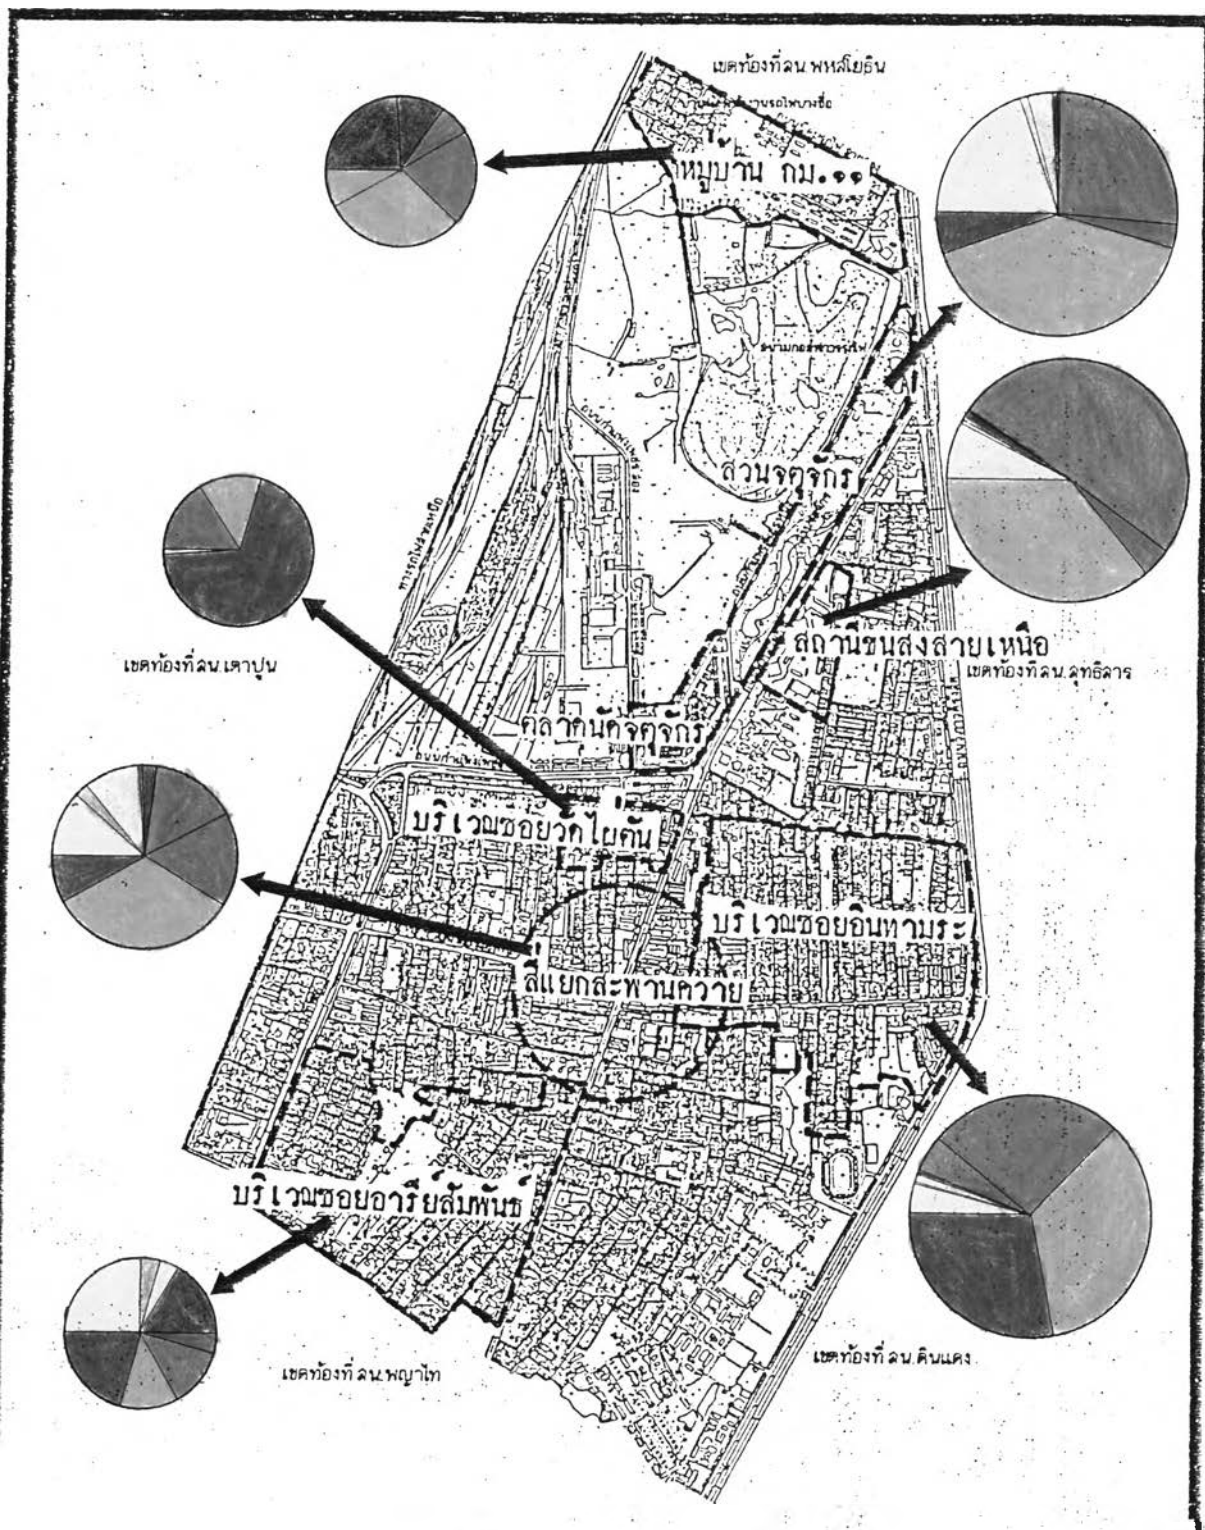 เขตท้องที่ สน. พหลโยธิน
หมู่บ้าน กม. ๑๑
สวนจตุจักร
สถานีขนส่งสายเหนือ
เขตท้องที่ สน. สุทธิสาร
เขตท้องที่ สน. เตาปูน
ตลาดนัดจตุจักร
บริเวณซอยวัดไผ่ตัน
บริเวณซอยอินทามระ
สี่แยกสะพานควาย
บริเวณซอยอารีย์สัมพันธ์
เขตท้องที่ สน. ดินแดง
เขตท้องที่ สน. พญาไท